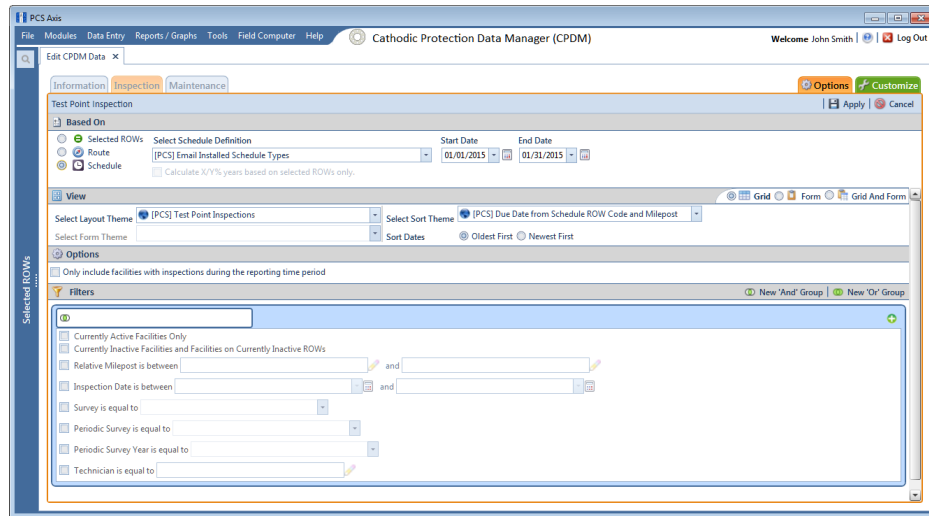 PCS Axis
File Modules Data Entry Reports / Graphs Tools Field Computer Help Cathodic Protection Data Manager (CPDM) Welcome John Smith | Log Out
Edit CPDM Data X
Information Inspection Maintenance Options Customize
Test Point Inspection | Apply | Cancel
Based On
Selected ROWs Select Schedule Definition Start Date End Date
Route [PCS] Email Installed Schedule Types 01/01/2015 01/31/2015
Schedule Calculate X/Y% years based on selected ROWs only.
View Grid Form Grid And Form
Select Layout Theme [PCS] Test Point Inspections Select Sort Theme [PCS] Due Date from Schedule ROW Code and Milepost
Select Form Theme Sort Dates Oldest First Newest First
Options
Only include facilities with inspections during the reporting time period
Selected ROWs
Filters New 'And' Group | New 'Or' Group
Currently Active Facilities Only
Currently Inactive Facilities and Facilities on Currently Inactive ROWs
Relative Milepost is between and
Inspection Date is between and
Survey is equal to
Periodic Survey is equal to
Periodic Survey Year is equal to
Technician is equal to